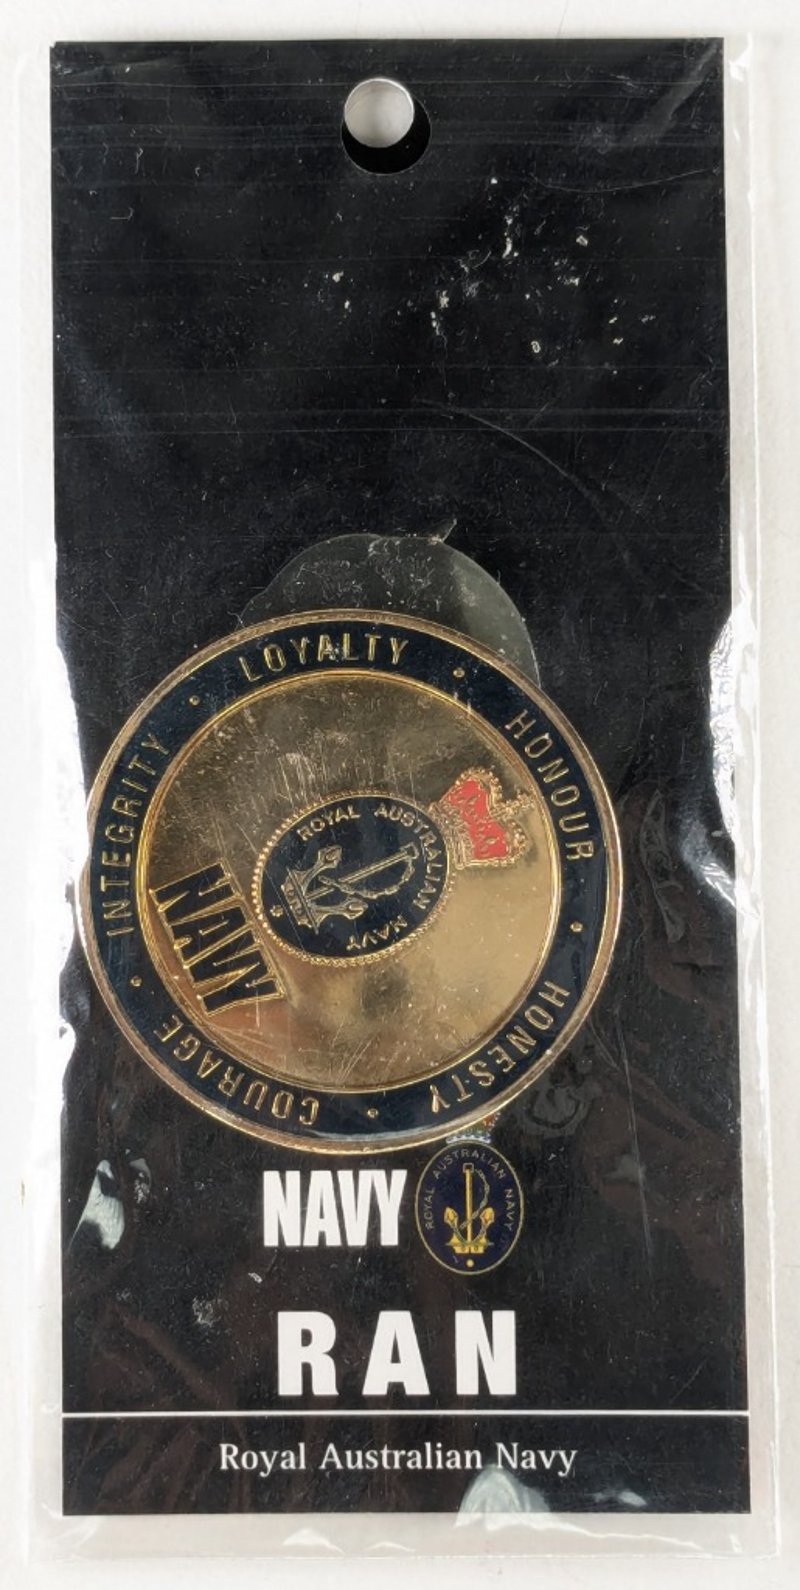 LOYALTY • HONOUR • HONESTY • COURAGE • INTEGRITY •
ROYAL AUSTRALIAN NAVY
NAVY
NAVY
ROYAL AUSTRALIAN NAVY
RAN
Royal Australian Navy